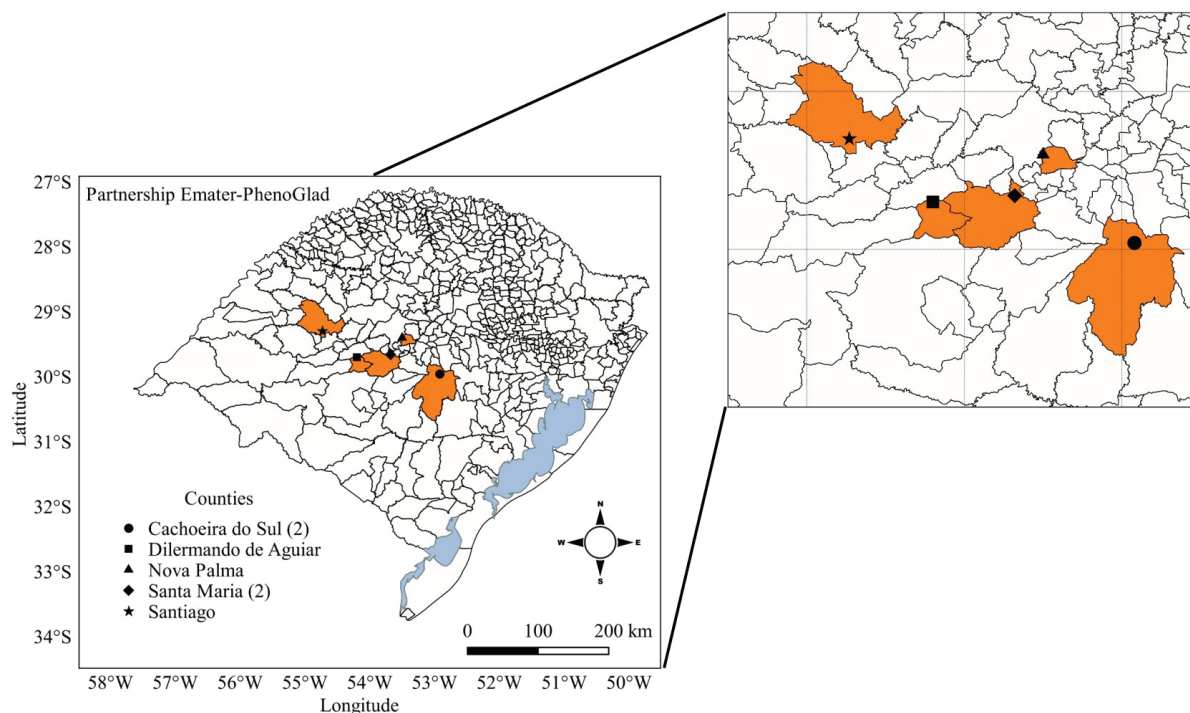 27°S
Partnership Emater-PhenoGlad
28°S
29°S
30°S
31°S
32°S
33°S
34°S
Latitude
Counties
Cachoeira do Sul (2)
Dilermando de Aguiar
Nova Palma
Santa Maria (2)
Santiago
N
W E
S
0 100 200 km
58°W 57°W 56°W 55°W 54°W 53°W 52°W 51°W 50°W
Longitude